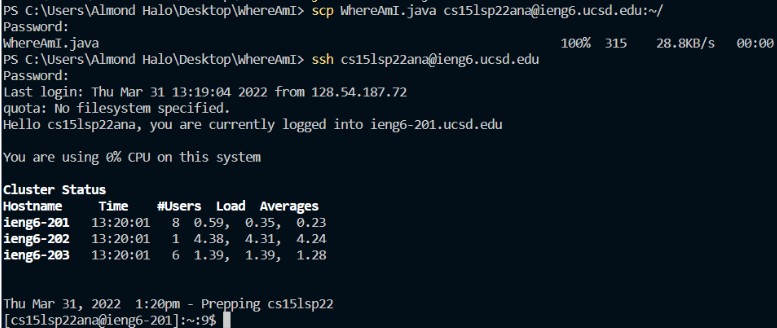 PS C:\Users\Almond Halo\Desktop\WhereAmI> scp WhereAmI.java cs15lsp22ana@ieng6.ucsd.edu:~/
Password:
WhereAmI.java 100% 315 28.8KB/s 00:00
PS C:\Users\Almond Halo\Desktop\WhereAmI> ssh cs15lsp22ana@ieng6.ucsd.edu
Password:
Last login: Thu Mar 31 13:19:04 2022 from 128.54.187.72
quota: No filesystem specified.
Hello cs15lsp22ana, you are currently logged into ieng6-201.ucsd.edu
You are using 0% CPU on this system
Cluster Status
Hostname Time #Users Load Averages
ieng6-201 13:20:01 8 0.59, 0.35, 0.23
ieng6-202 13:20:01 1 4.38, 4.31, 4.24
ieng6-203 13:20:01 6 1.39, 1.39, 1.28
Thu Mar 31, 2022 1:20pm - Prepping cs15lsp22
[cs15lsp22ana@ieng6-201]:~:9$